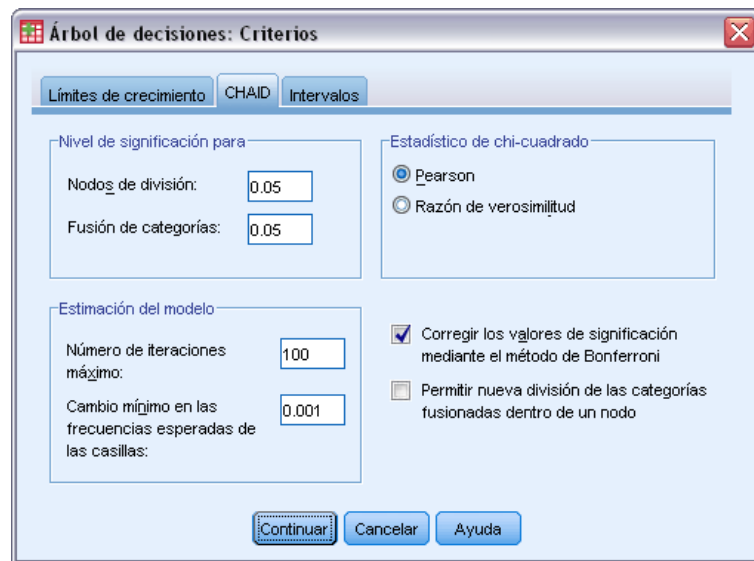 Árbol de decisiones: Criterios
Límites de crecimiento
CHAID
Intervalos
Nivel de significación para
Nodos de división:
0.05
Fusión de categorías:
0.05
Estadístico de chi-cuadrado
Pearson
Razón de verosimilitud
Estimación del modelo
Número de iteraciones
máximo:
100
Cambio mínimo en las
frecuencias esperadas de
las casillas:
0.001
Corregir los valores de significación
mediante el método de Bonferroni
Permitir nueva división de las categorías
fusionadas dentro de un nodo
Continuar
Cancelar
Ayuda